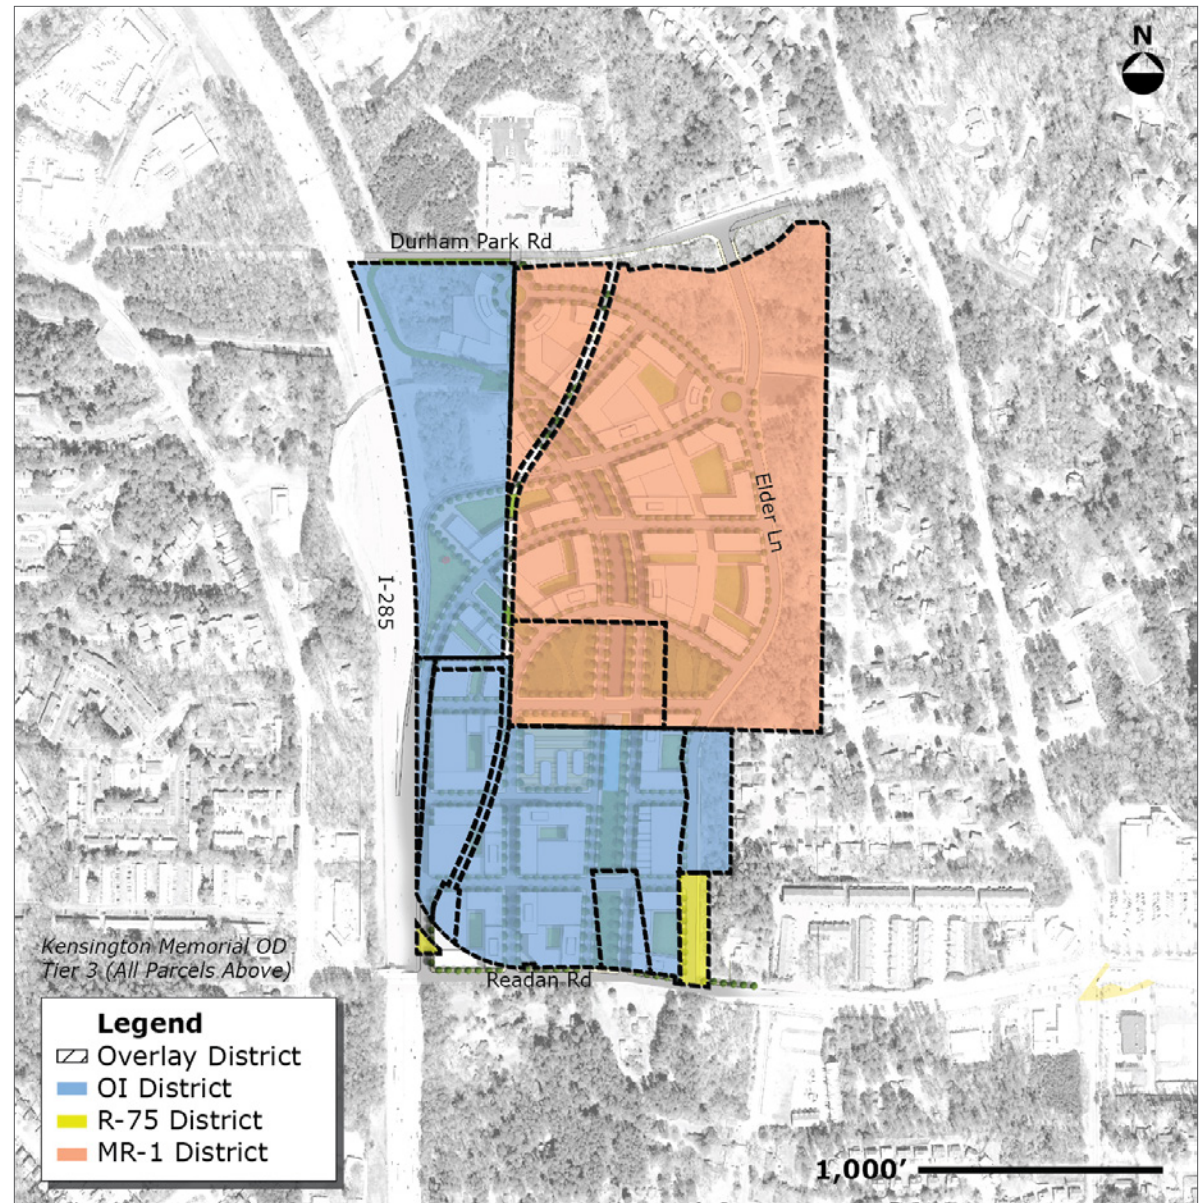 N
Durham Park Rd
Elder Ln
I-285
Kensington Memorial OD
Tier 3 (All Parcels Above)
Readan Rd
Legend
Overlay District
OI District
R-75 District
MR-1 District
1,000’